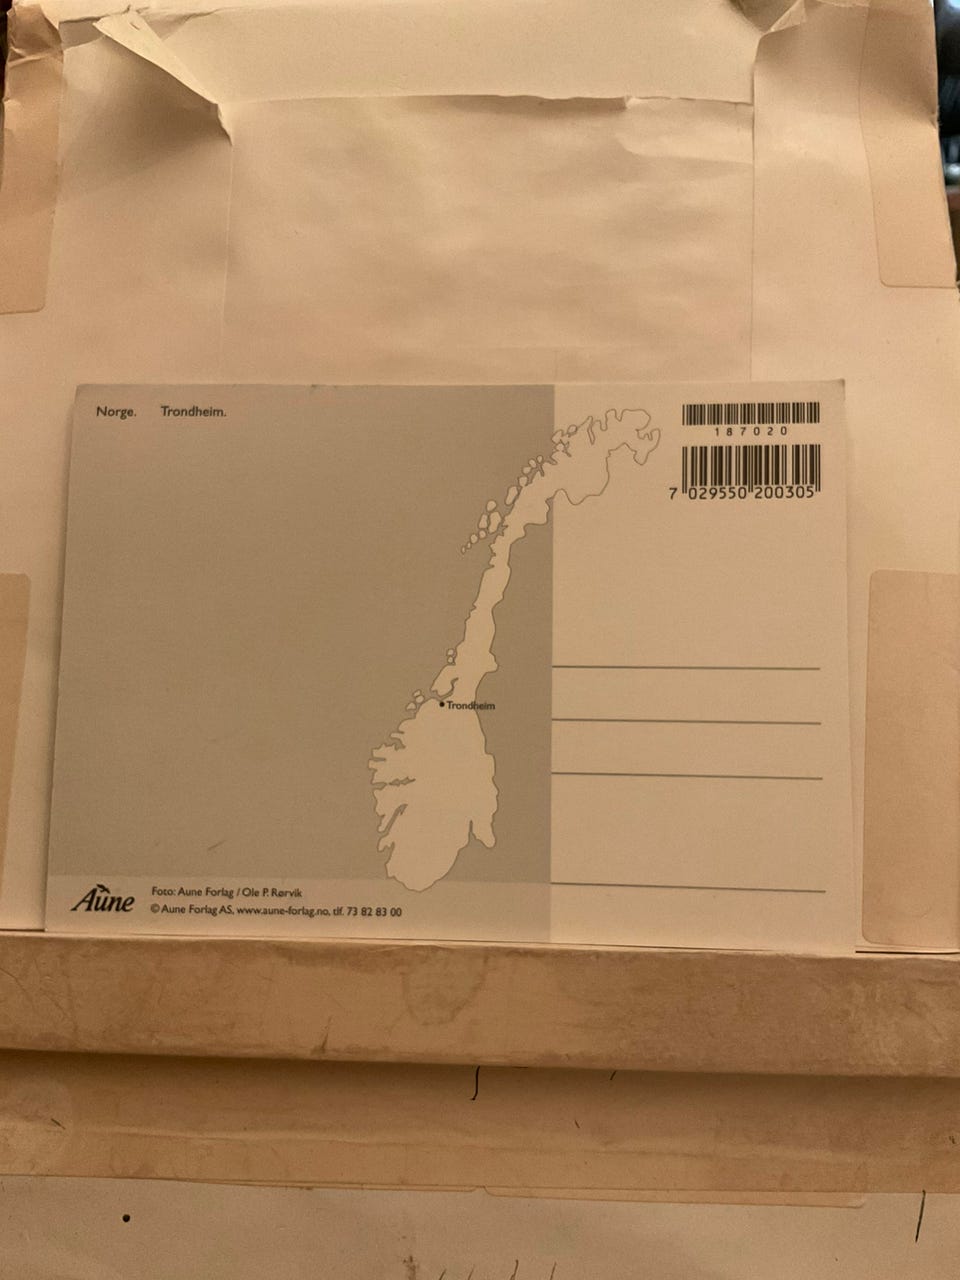 Norge. Trondheim.
187020
7 029550 200305
Trondheim
Aune
Foto: Aune Forlag / Ole P. Rørvik
© Aune Forlag AS, www.aune-forlag.no, tlf. 73 82 83 00